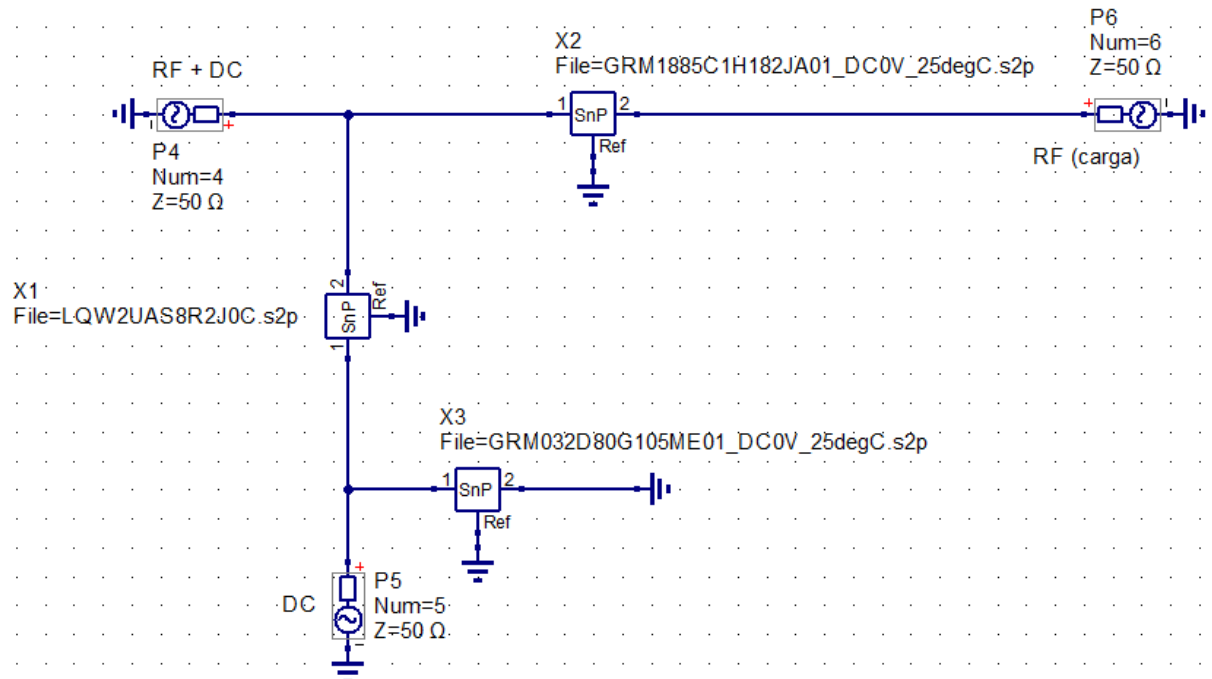 P6
Num=6
Z=50 Ω
X2
File=GRM1885C1H182JA01_DC0V_25degC.s2p
RF + DC
1
SnP
2
Ref
+
-
P4
Num=4
Z=50 Ω
+
-
RF (carga)
X1
File=LQW2UAS8R2J0C.s2p
2
SnP
Ref
1
X3
File=GRM032D80G105ME01_DC0V_25degC.s2p
1
SnP
2
Ref
+
DC
P5
Num=5
Z=50 Ω
-